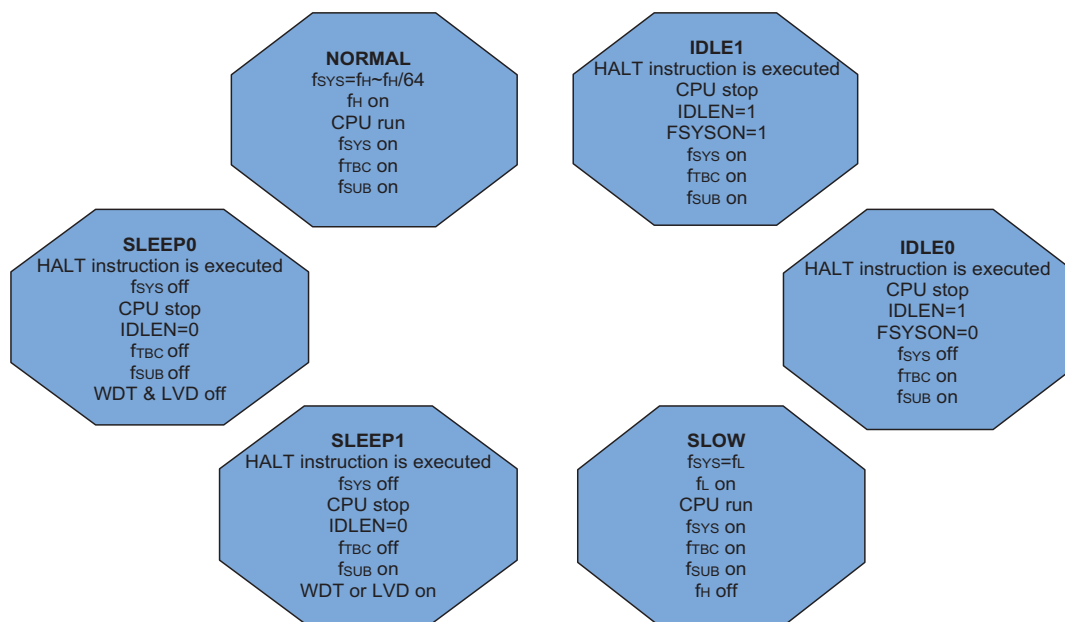 NORMAL
fSYS=fH~fH/64
fH on
CPU run
fSYS on
fTBC on
fSUB on
IDLE1
HALT instruction is executed
CPU stop
IDLEN=1
FSYSON=1
fSYS on
fTBC on
fSUB on
SLEEP0
HALT instruction is executed
fSYS off
CPU stop
IDLEN=0
fTBC off
fSUB off
WDT & LVD off
IDLE0
HALT instruction is executed
CPU stop
IDLEN=1
FSYSON=0
fSYS off
fTBC on
fSUB on
SLEEP1
HALT instruction is executed
fSYS off
CPU stop
IDLEN=0
fTBC off
fSUB on
WDT or LVD on
SLOW
fSYS=fL
fL on
CPU run
fSYS on
fTBC on
fSUB on
fH off